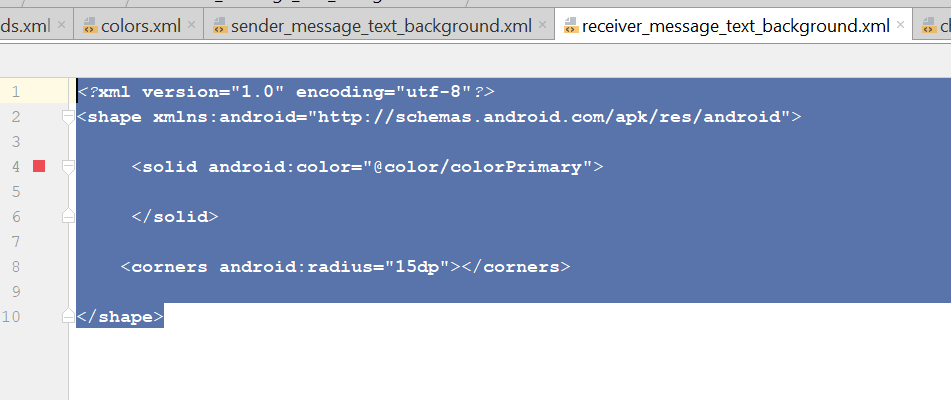 ds.xml × colors.xml × sender_message_text_background.xml × receiver_message_text_background.xml ×
1 <?xml version="1.0" encoding="utf-8"?>
2 <shape xmlns:android="http://schemas.android.com/apk/res/android">
3
4 <solid android:color="@color/colorPrimary">
5
6 </solid>
7
8 <corners android:radius="15dp"></corners>
9
10 </shape>